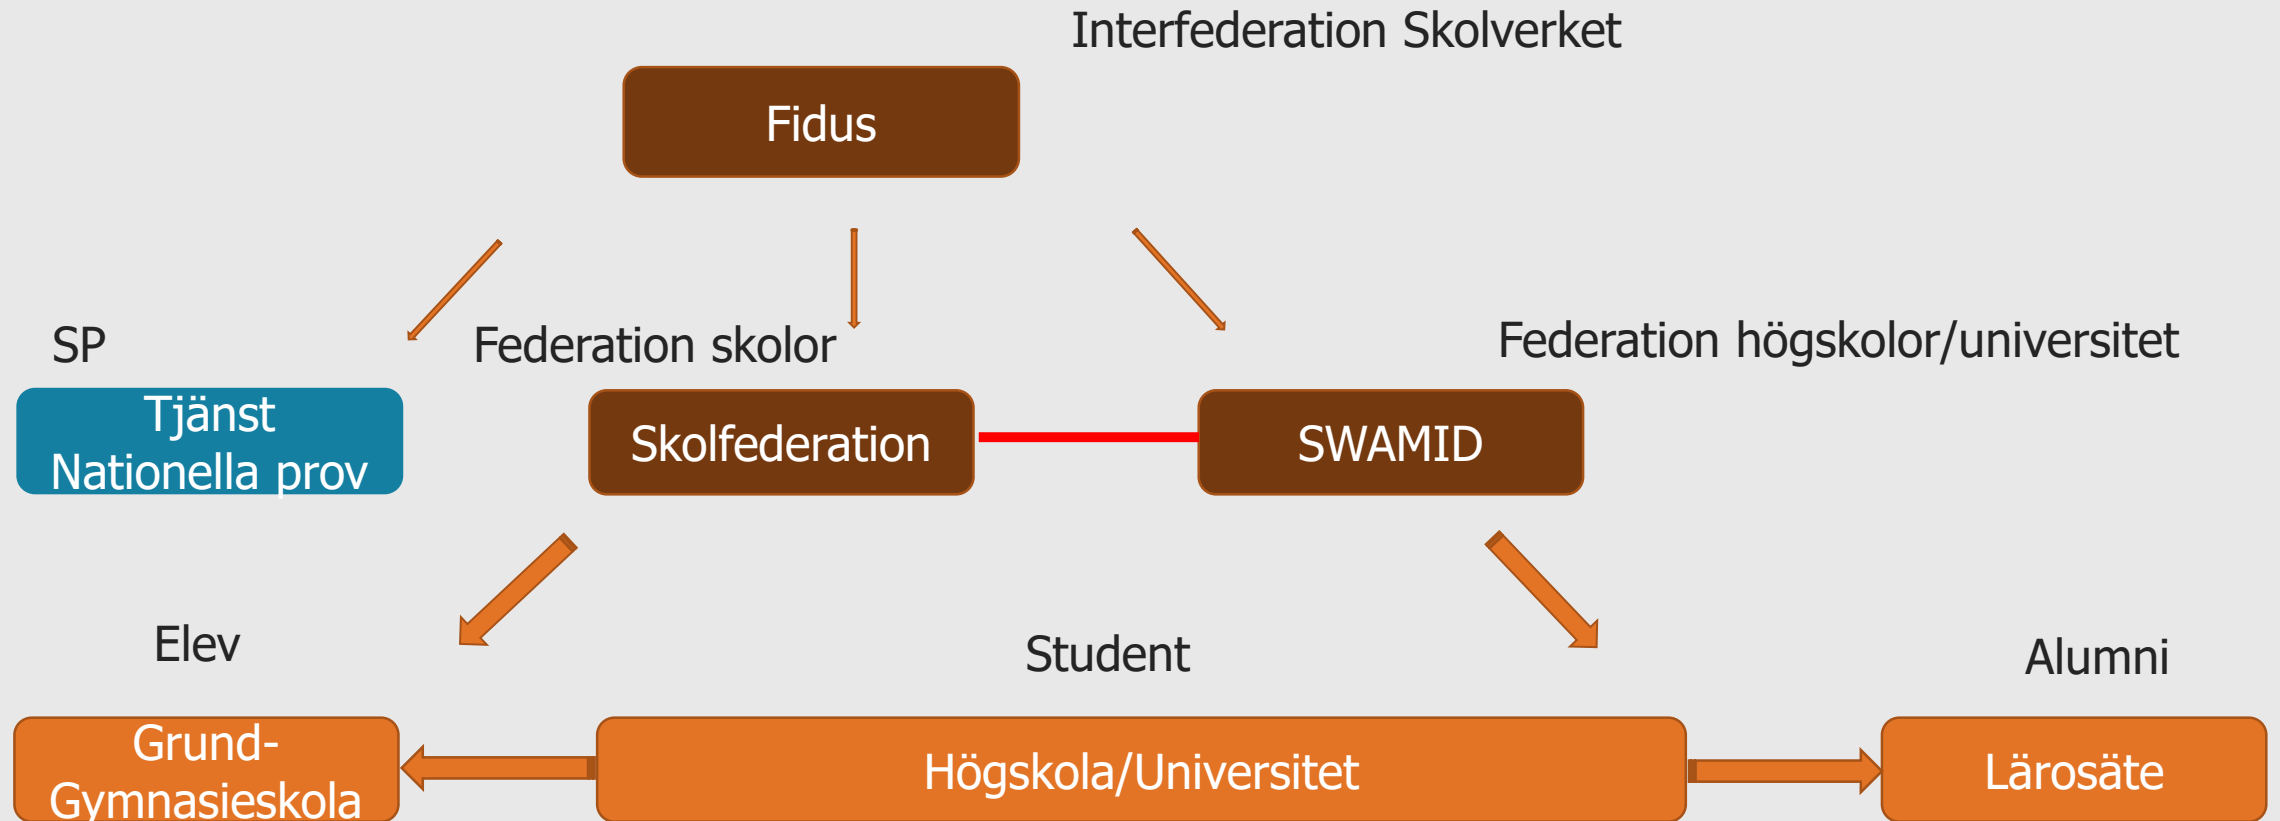 Interfederation Skolverket
Fidus
SP
Federation skolor
Federation högskolor/universitet
Tjänst
Nationella prov
Skolfederation
SWAMID
Elev
Student
Alumni
Grund-
Gymnasieskola
Högskola/Universitet
Lärosäte